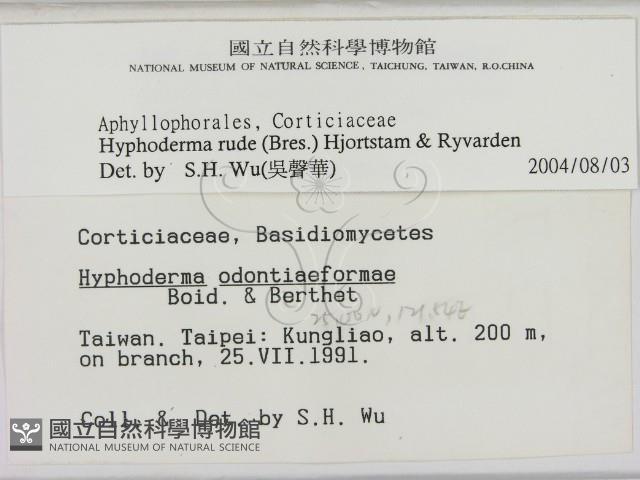 國立自然科學博物館
NATIONAL MUSEUM OF NATURAL SCIENCE, TAICHUNG, TAIWAN, R.O.CHINA
Aphyllophorales, Corticiaceae
Hyphoderma rude (Bres.) Hjortstam & Ryvarden
Det. by S.H. Wu(吳聲華) 2004/08/03
Corticiaceae, Basidiomycetes
Hyphoderma odontiaeformae
Boid. & Berthet
Taiwan. Taipei: Kungliao, alt. 200 m,
on branch, 25.VII.1991.
Coll. & Det. by S.H. Wu
國立自然科學博物館
NATIONAL MUSEUM OF NATURAL SCIENCE